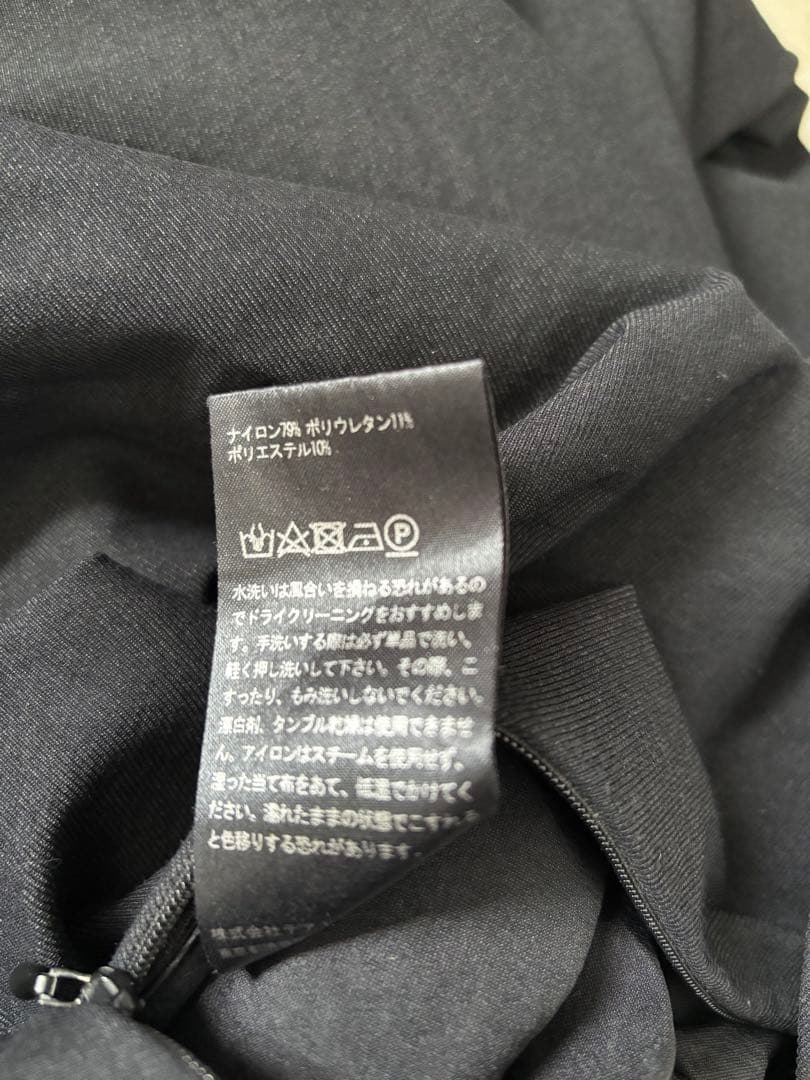 ナイロン79% ポリウレタン11%
ポリエステル10%
P
水洗いは風合いを損ねる恐れがあるの
でドライクリーニングをおすすめしま
す。手洗いする際は必ず単品で洗い、
軽く押し洗いして下さい。その際、こ
すったり、もみ洗いしないでください。
漂白剤、タンブル乾燥は使用できませ
ん。アイロンはスチームを使用せず、
湿った当て布をあて、低温でかけてく
ださい。濡れたままの状態でこすれると
と色移りする恐れがあります。
株式会社